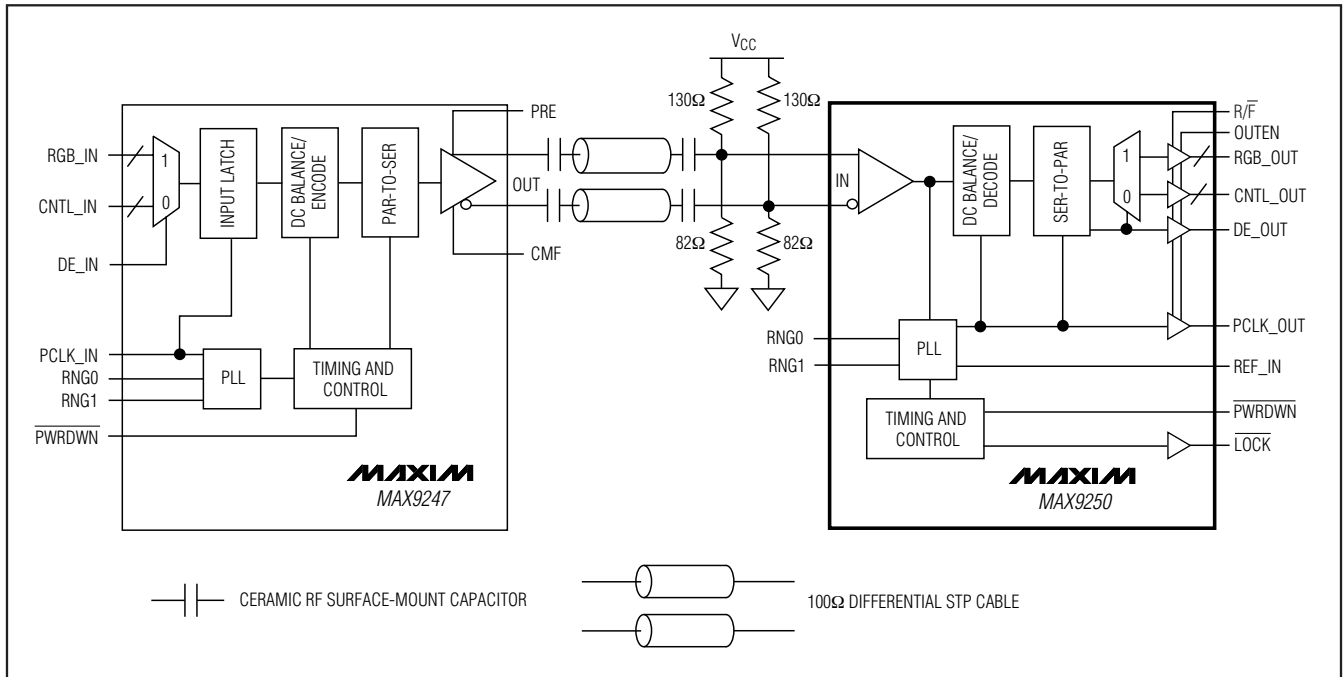 VCC
130Ω 130Ω
82Ω 82Ω
RGB_IN
CNTL_IN
DE_IN
PCLK_IN
RNG0
RNG1
PWRDWN
1
0
INPUT LATCH
DC BALANCE/
ENCODE
PAR-TO-SER
PRE
OUT
CMF
PLL
TIMING AND
CONTROL
MAXIM
MAX9247
IN
DC BALANCE/
DECODE
SER-TO-PAR
1
0
R/F
OUTEN
RGB_OUT
CNTL_OUT
DE_OUT
PCLK_OUT
RNG0
RNG1
PLL
REF_IN
TIMING AND
CONTROL
PWRDWN
LOCK
MAXIM
MAX9250
CERAMIC RF SURFACE-MOUNT CAPACITOR
100Ω DIFFERENTIAL STP CABLE